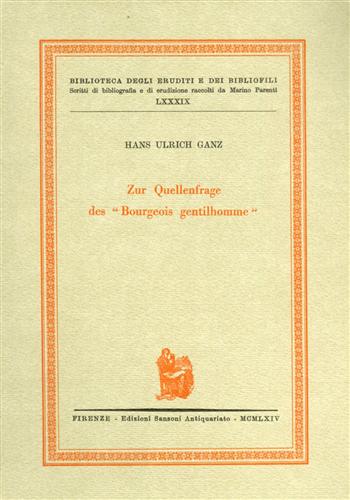 BIBLIOTECA DEGLI ERUDITI E DEI BIBLIOFILI
Scritti di bibliografia e di erudizione raccolti da Marino Parenti
LXXXIX
HANS ULRICH GANZ
Zur Quellenfrage
des “ Bourgeois gentilhomme “
FIRENZE - Edizioni Sansoni Antiquariato - MCMLXIV